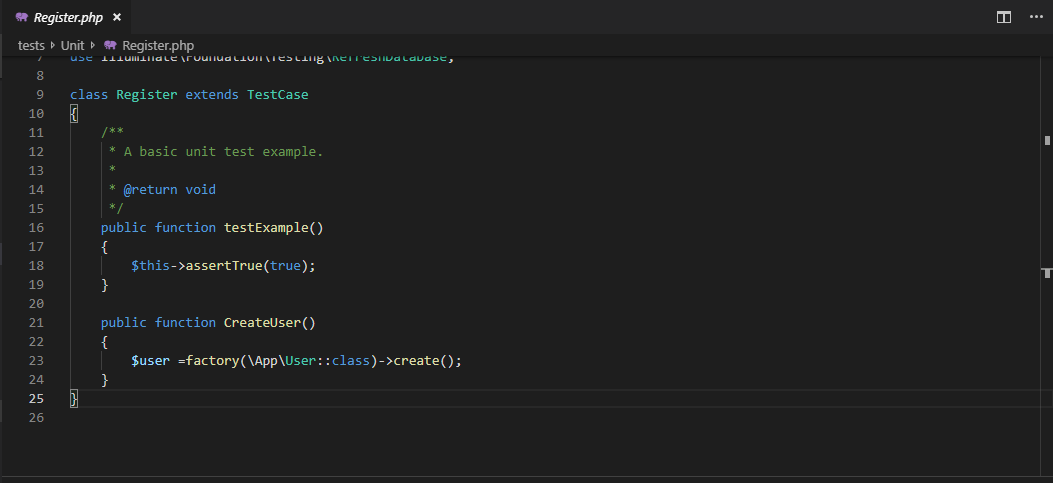 Register.php ×
tests Unit Register.php
7 use Illuminate\Foundation\Testing\RefreshDatabase;
8
9 class Register extends TestCase
10 {
11 /**
12 * A basic unit test example.
13 *
14 * @return void
15 */
16 public function testExample()
17 {
18 $this->assertTrue(true);
19 }
20
21 public function CreateUser()
22 {
23 $user =factory(\App\User::class)->create();
24 }
25 }
26